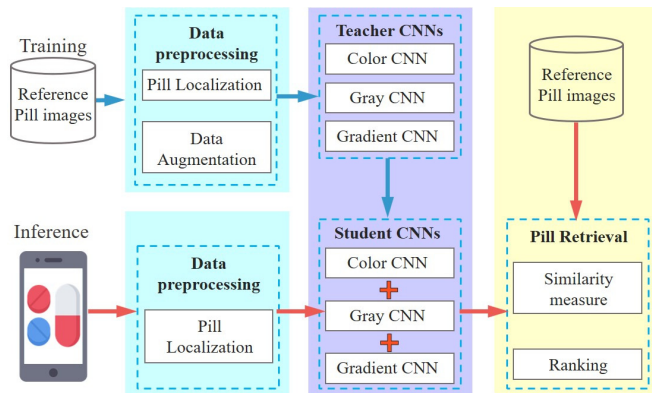 Training
Reference
Pill images
Data
preprocessing
Pill Localization
Data
Augmentation
Teacher CNNs
Color CNN
Gray CNN
Gradient CNN
Reference
Pill images
Inference
Data
preprocessing
Pill
Localization
Student CNNs
Color CNN
Gray CNN
Gradient CNN
Pill Retrieval
Similarity
measure
Ranking